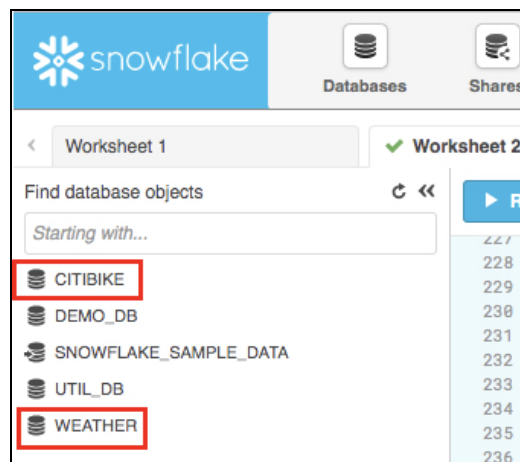 snowflake
Databases
Shares
Worksheet 1
Worksheet 2
Find database objects
Starting with...
CITIBIKE
DEMO_DB
SNOWFLAKE_SAMPLE_DATA
UTIL_DB
WEATHER
R
227
228
229
230
231
232
233
234
235
236